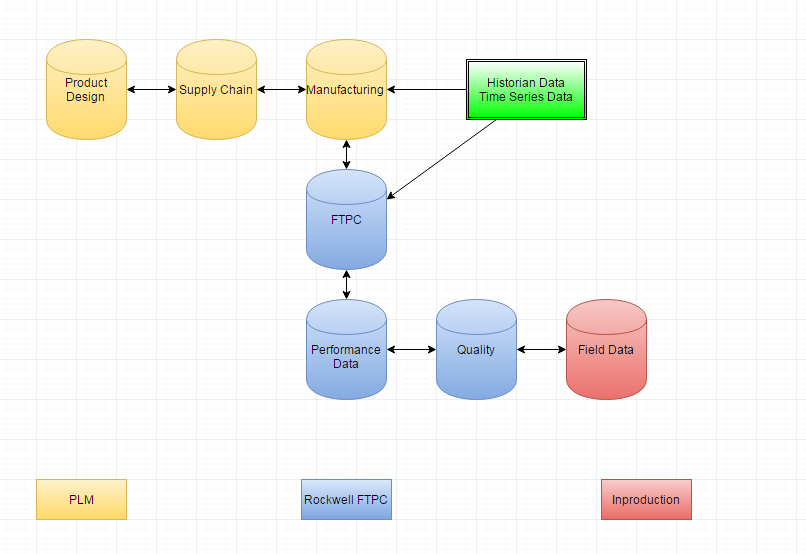 Product
Design
Supply Chain
Manufacturing
Historian Data
Time Series Data
FTPC
Performance
Data
Quality
Field Data
PLM
Rockwell FTPC
Inproduction